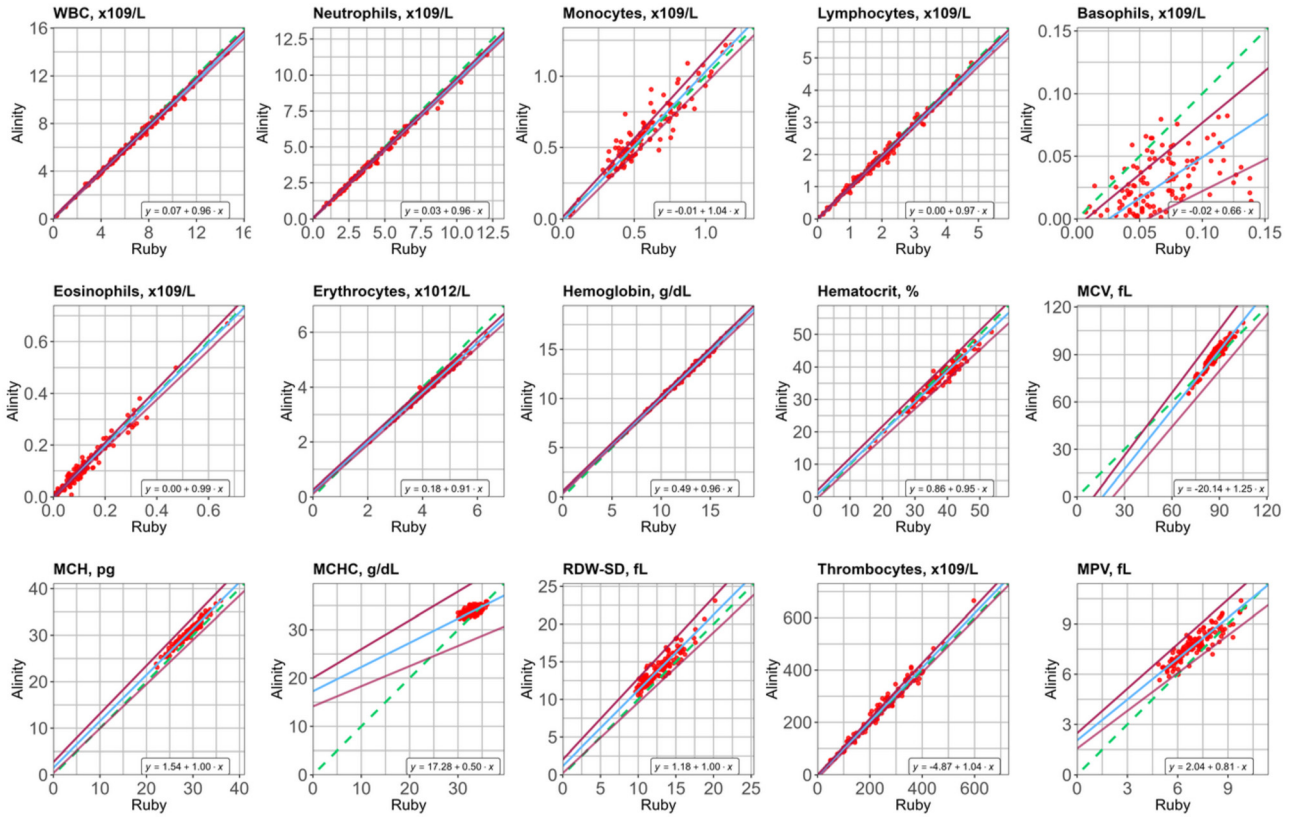 WBC, x109/L Neutrophils, x109/L Monocytes, x109/L Lymphocytes, x109/L Basophils, x109/L
Alinity
16
12
8
4
0
y = 0.07 + 0.96 · x
0 4 8 12 16
Ruby
Alinity
12.5
10.0
7.5
5.0
2.5
0.0
y = 0.03 + 0.96 · x
0.0 2.5 5.0 7.5 10.0 12.5
Ruby
Alinity
1.0
0.5
0.0
y = -0.01 + 1.04 · x
0.0 0.5 1.0
Ruby
Alinity
5
4
3
2
1
0
y = 0.00 + 0.97 · x
0 1 2 3 4 5
Ruby
Alinity
0.15
0.10
0.05
0.00
y = -0.02 + 0.66 · x
0.00 0.05 0.10 0.15
Ruby
Eosinophils, x109/L Erythrocytes, x1012/L Hemoglobin, g/dL Hematocrit, % MCV, fL
Alinity
0.6
0.4
0.2
0.0
y = 0.00 + 0.99 · x
0.0 0.2 0.4 0.6
Ruby
Alinity
6
4
2
0
y = 0.18 + 0.91 · x
0 2 4 6
Ruby
Alinity
15
10
5
0
y = 0.49 + 0.96 · x
0 5 10 15
Ruby
Alinity
50
40
30
20
10
0
y = 0.86 + 0.95 · x
0 10 20 30 40 50
Ruby
Alinity
120
90
60
30
0
y = -20.14 + 1.25 · x
0 30 60 90 120
Ruby
MCH, pg MCHC, g/dL RDW-SD, fL Thrombocytes, x109/L MPV, fL
Alinity
40
30
20
10
0
y = 1.54 + 1.00 · x
0 10 20 30 40
Ruby
Alinity
30
20
10
0
y = 17.28 + 0.50 · x
0 10 20 30
Ruby
Alinity
25
20
15
10
5
0
y = 1.18 + 1.00 · x
0 5 10 15 20 25
Ruby
Alinity
600
400
200
0
y = -4.87 + 1.04 · x
0 200 400 600
Ruby
Alinity
9
6
3
0
y = 2.04 + 0.81 · x
0 3 6 9
Ruby